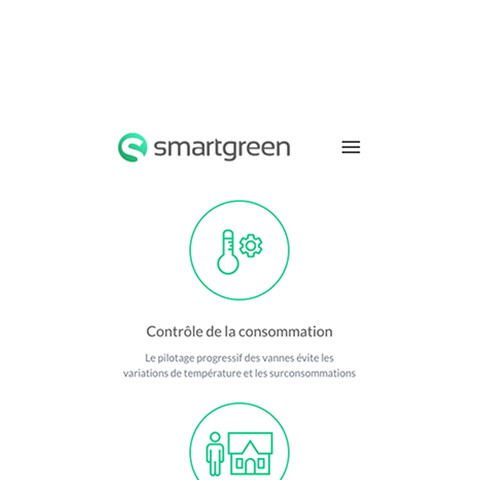 smartgreen
Contrôle de la consommation
Le pilotage progressif des vannes évite les
variations de température et les surconsommations